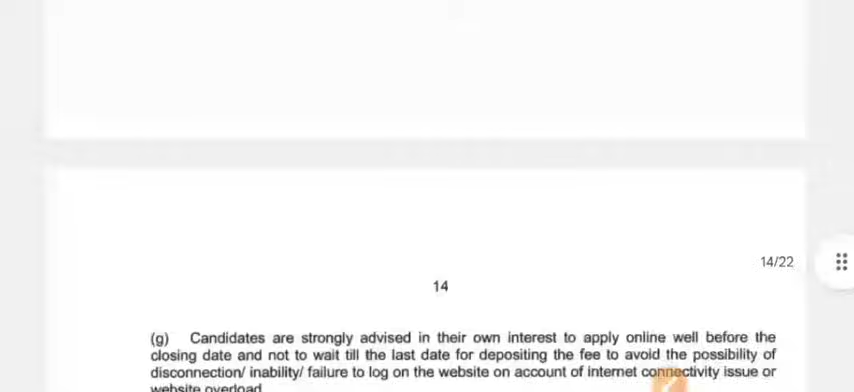 14/22
14
(g) Candidates are strongly advised in their own interest to apply online well before the
closing date and not to wait till the last date for depositing the fee to avoid the possibility of
disconnection/ inability/ failure to log on the website on account of internet connectivity issue or
website overload